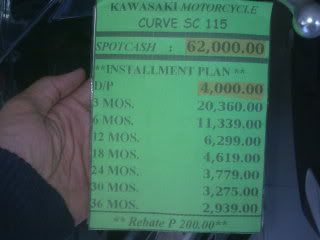 KAWASAKI MOTORCYCLE
CURVE SC 115
SPOTCASH : 62,000.00
**INSTALLMENT PLAN **
D/P 4,000.00
3 MOS. 20,360.00
6 MOS. 11,339.00
12 MOS. 6,299.00
18 MOS. 4,619.00
24 MOS. 3,779.00
30 MOS. 3,275.00
36 MOS. 2,939.00
** Rebate P 200.00**